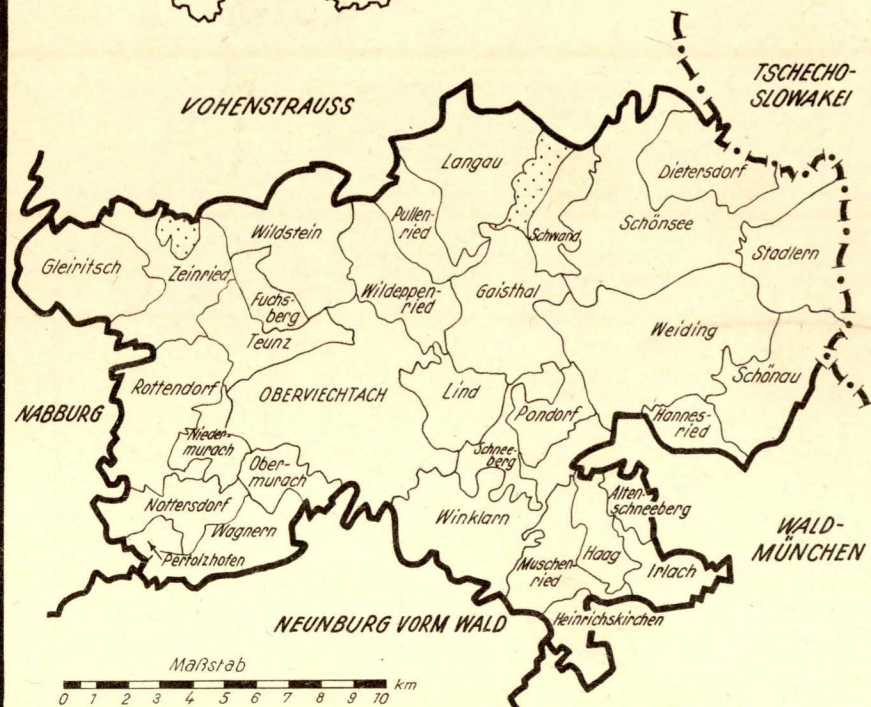 TSCHECHO-
SLOWAKEI
VOHENSTRAUSS
Langau
Dietersdorf
Pullen-
ried
Wildstein
Schwand
Schönsee
Stadlern
Gleiritsch
Zeinried
Fuchs-
berg
Wildeppen-
ried
Gaisthal
Teunz
Weiding
Schönau
Rottendorf
OBERVIECHTACH
Lind
Pondorf
Hannes-
ried
NABBURG
Nieder-
murach
Ober-
murach
Schnee-
berg
Alten-
schneeberg
Nottersdorf
Wagnern
Winklarn
WALD-
MÜNCHEN
Pertolzhofen
Muschen-
ried
Haag
Irlach
Heinrichskirchen
NEUNBURG VORM WALD
Maßstab
0 1 2 3 4 5 6 7 8 9 10 km